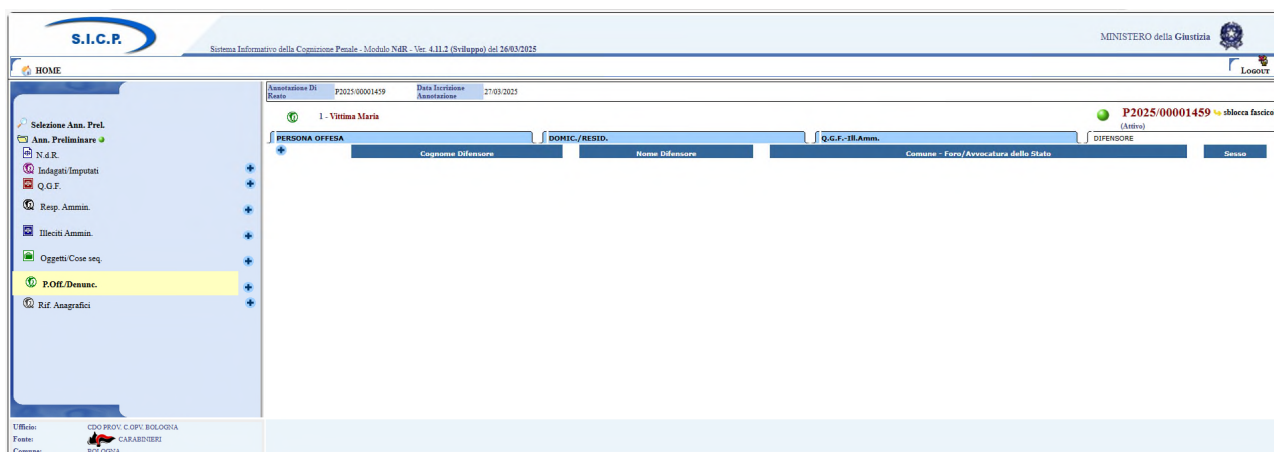 S.I.C.P.
Sistema Informativo della Cognizione Penale - Modulo NdR - Ver. 4.11.2 (Sviluppo) del 26/03/2025
MINISTERO della Giustizia
HOME
LOGOUT
Annotazione Di Reato P2025/00001459 Data Iscrizione Annotazione 27/03/2025
1 - Vittima Maria
P2025/00001459 sblocca fascico
(Attivo)
PERSONA OFFESA DOMIC./RESID. Q.G.F.-Ill.Amm. DIFENSORE
Cognome Difensore Nome Difensore Comune - Foro/Avvocatura dello Stato Sesso
Selezione Ann. Prel.
Ann. Preliminare
N.d.R.
Indagati/Imputati
Q.G.F.
Resp. Ammin.
Illeciti Ammin.
Oggetti/Cose seq.
P.Off./Denunc.
Rif. Anagrafici
Ufficio: CDO PROV. C.OPV. BOLOGNA
Fonte: CARABINIERI
Comune: BOLOGNA